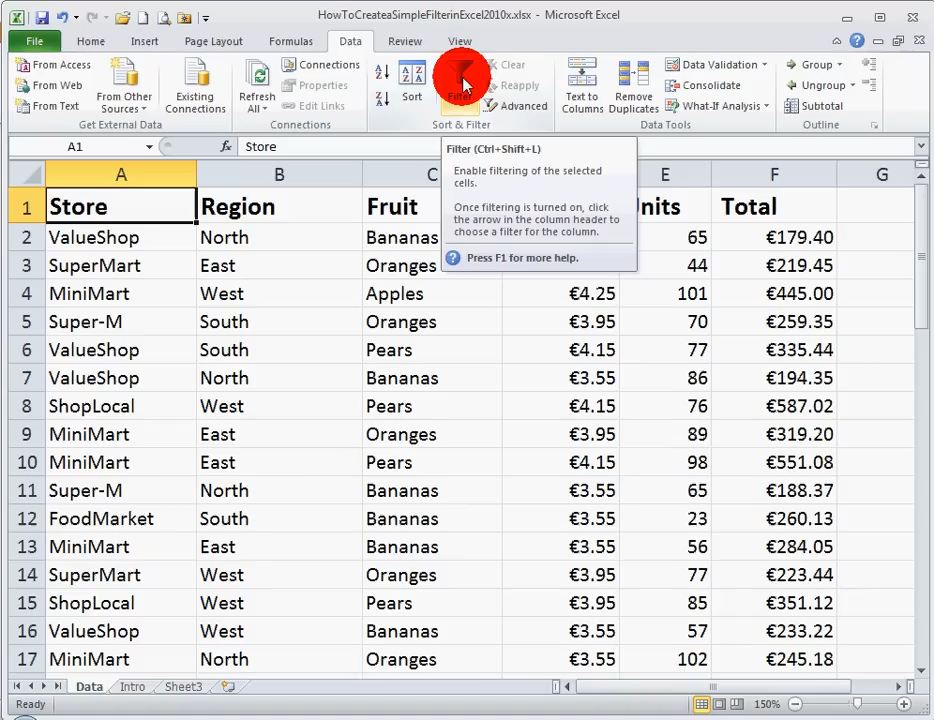 HowToCreateaSimpleFilterinExcel2010x.xlsx - Microsoft Excel
File Home Insert Page Layout Formulas Data Review View
From Access
From Web
From Text
From Other Sources
Existing Connections
Get External Data
Refresh All
Connections
Properties
Edit Links
Connections
Sort
Filter
Clear
Reapply
Advanced
Sort & Filter
Text to Columns
Remove Duplicates
Data Validation
Consolidate
What-If Analysis
Data Tools
Group
Ungroup
Subtotal
Outline
A1 fx Store
Filter (Ctrl+Shift+L)
Enable filtering of the selected
cells.
Once filtering is turned on, click
the arrow in the column header to
choose a filter for the column.
Press F1 for more help.
A B C E F G
1 Store Region Fruit Total
2 ValueShop North Bananas 65 €179.40
3 SuperMart East Oranges 44 €219.45
4 MiniMart West Apples €4.25 101 €445.00
5 Super-M South Oranges €3.95 70 €259.35
6 ValueShop South Pears €4.15 77 €335.44
7 ValueShop North Bananas €3.55 86 €194.35
8 ShopLocal West Pears €4.15 76 €587.02
9 MiniMart East Oranges €3.95 89 €319.20
10 MiniMart East Pears €4.15 98 €551.08
11 Super-M North Bananas €3.55 65 €188.37
12 FoodMarket South Bananas €3.55 23 €260.13
13 MiniMart East Bananas €3.55 56 €284.05
14 SuperMart West Oranges €3.95 77 €223.44
15 ShopLocal West Pears €3.95 85 €351.12
16 ValueShop West Bananas €3.55 57 €233.22
17 MiniMart North Oranges €3.55 102 €245.18
Data Intro Sheet3
Ready 150%